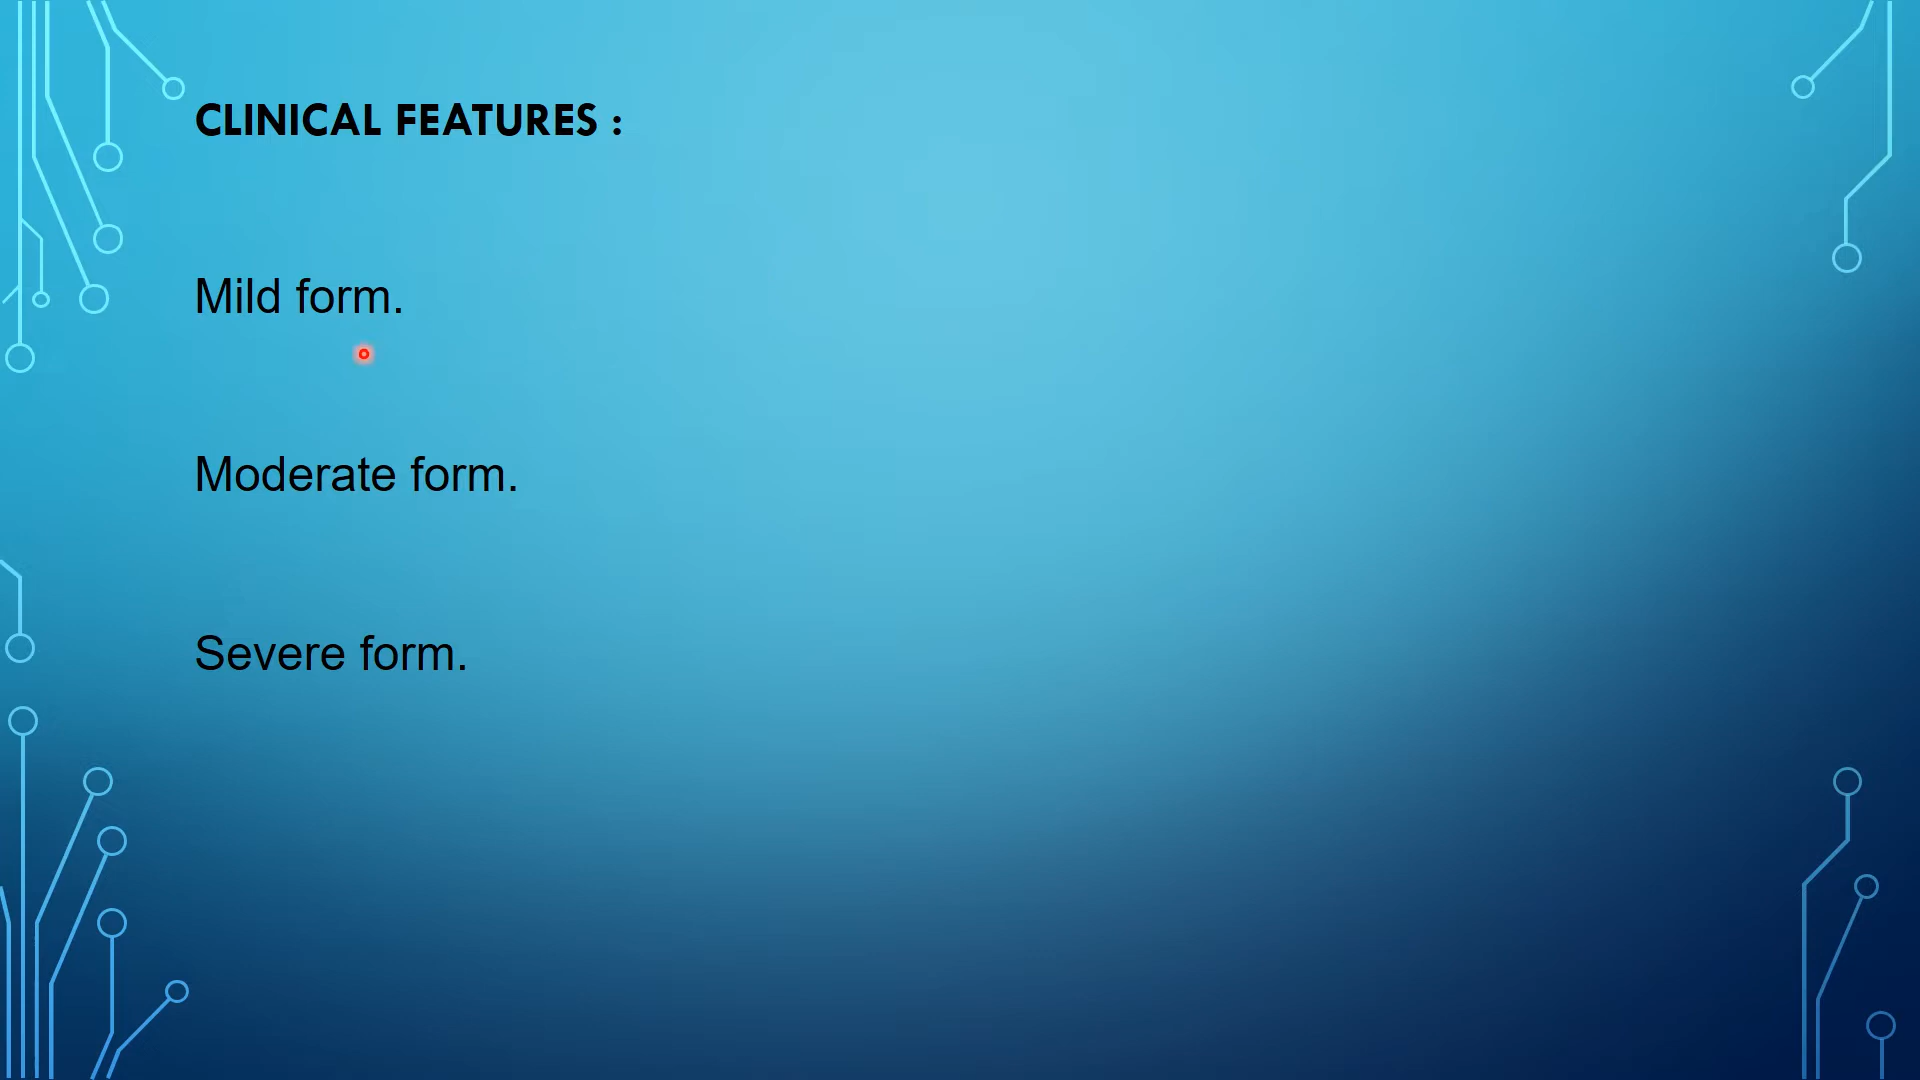 CLINICAL FEATURES :
Mild form.
Moderate form.
Severe form.